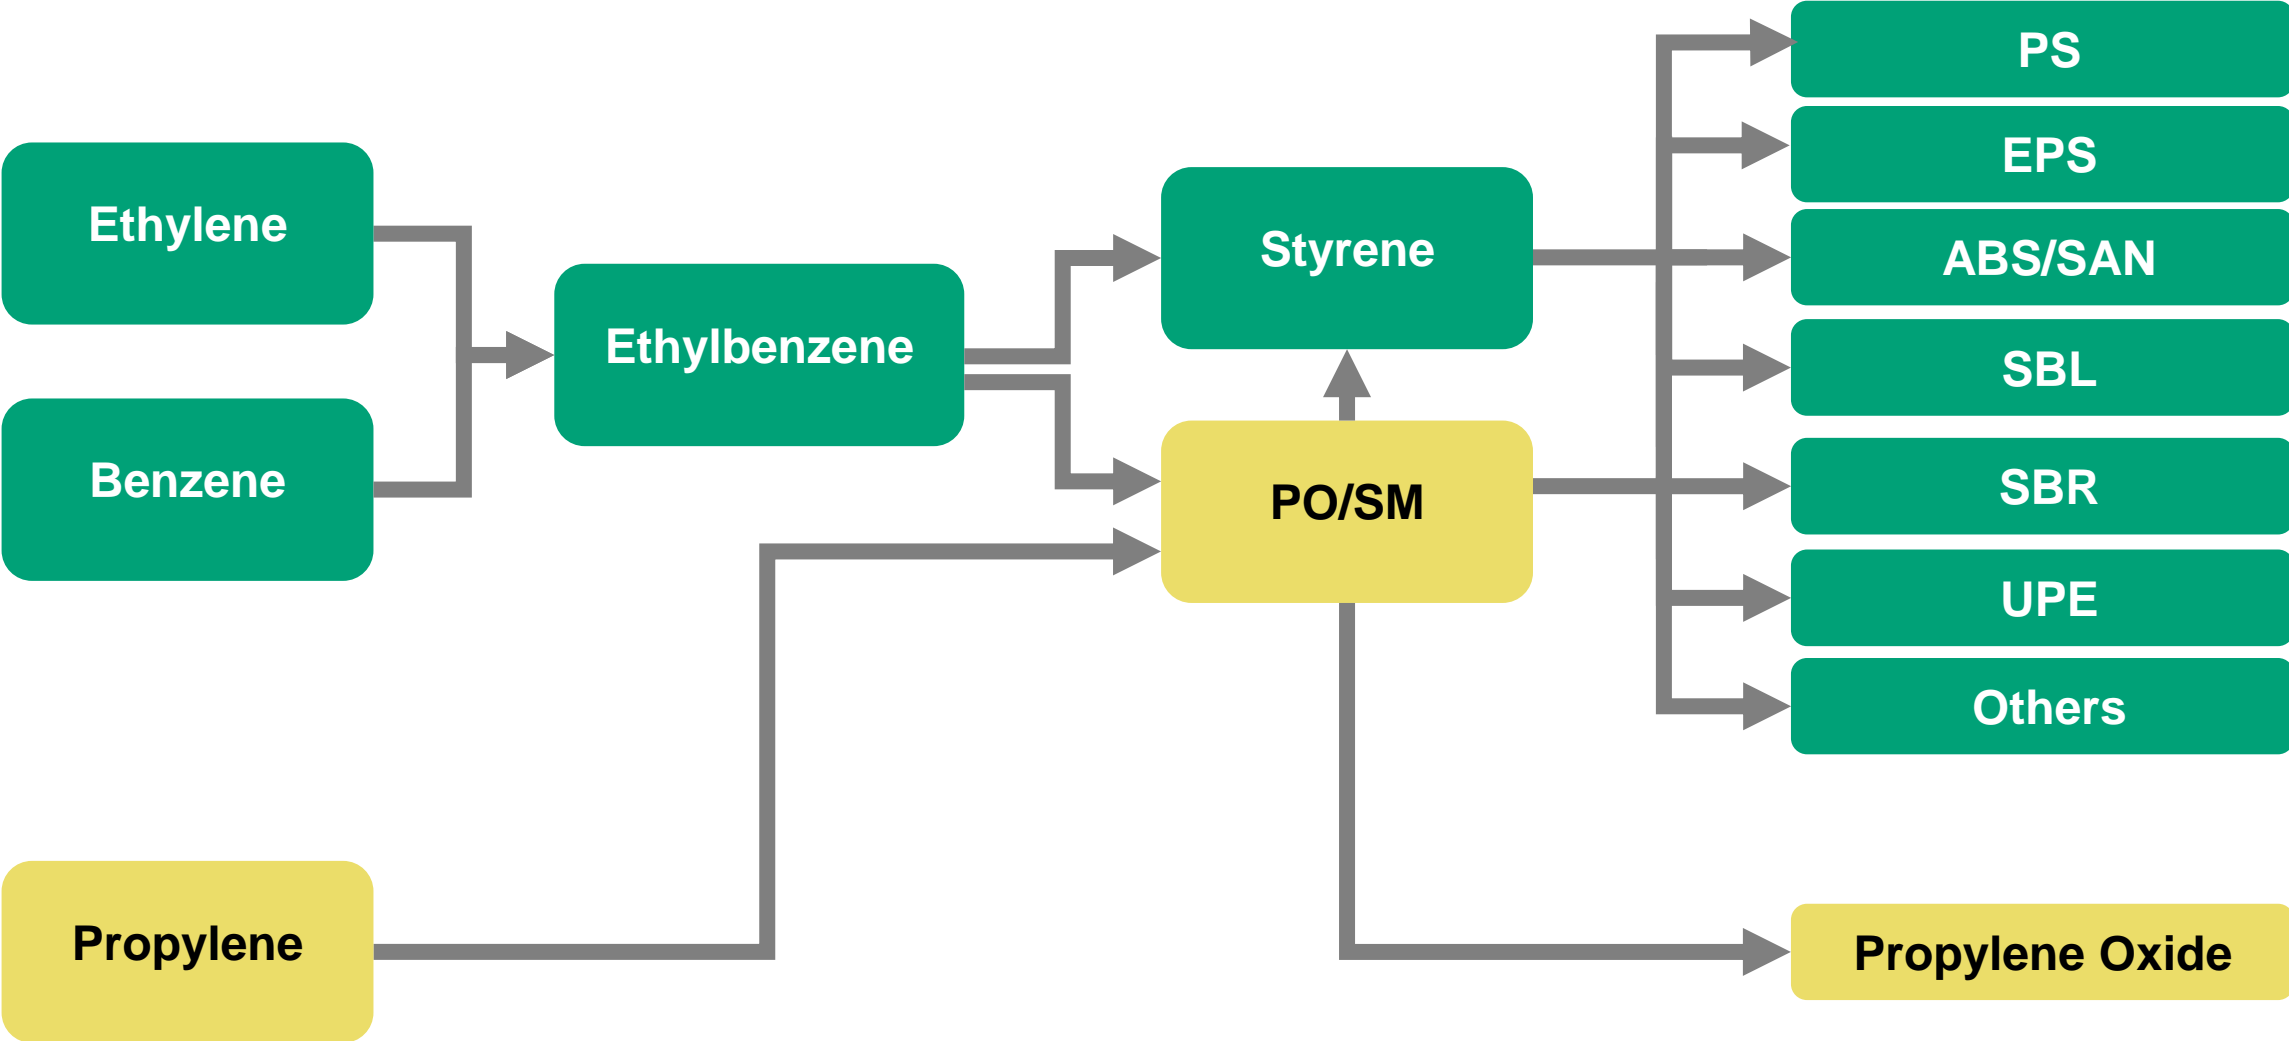 PS
EPS
Ethylene
Styrene
ABS/SAN
Ethylbenzene
SBL
Benzene
PO/SM
SBR
UPE
Others
Propylene
Propylene Oxide